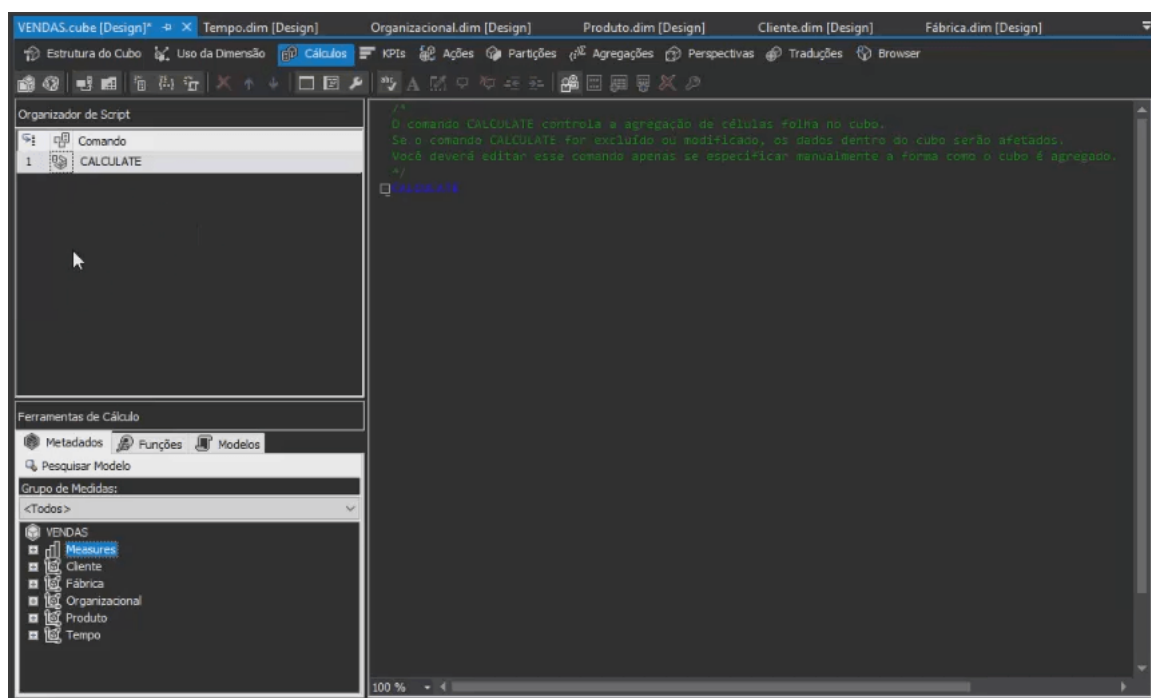 VENDAS.cube [Design]* Tempo.dim [Design] Organizacional.dim [Design] Produto.dim [Design] Cliente.dim [Design] Fábrica.dim [Design]
Estrutura do Cubo Uso da Dimensão Cálculos KPIs Ações Partições Agregações Perspectivas Traduções Browser
Organizador de Script
Comando
1 CALCULATE
/*
O comando CALCULATE controla a agregação de células folha no cubo.
Se o comando CALCULATE for excluído ou modificado, os dados dentro do cubo serão afetados.
Você deverá editar esse comando apenas se especificar manualmente a forma como o cubo é agregado.
*/
Ferramentas de Cálculo
Metadados Funções Modelos
Pesquisar Modelo
Grupo de Medidas:
<Todos>
VENDAS
Measures
Cliente
Fábrica
Organizacional
Produto
Tempo
100 %